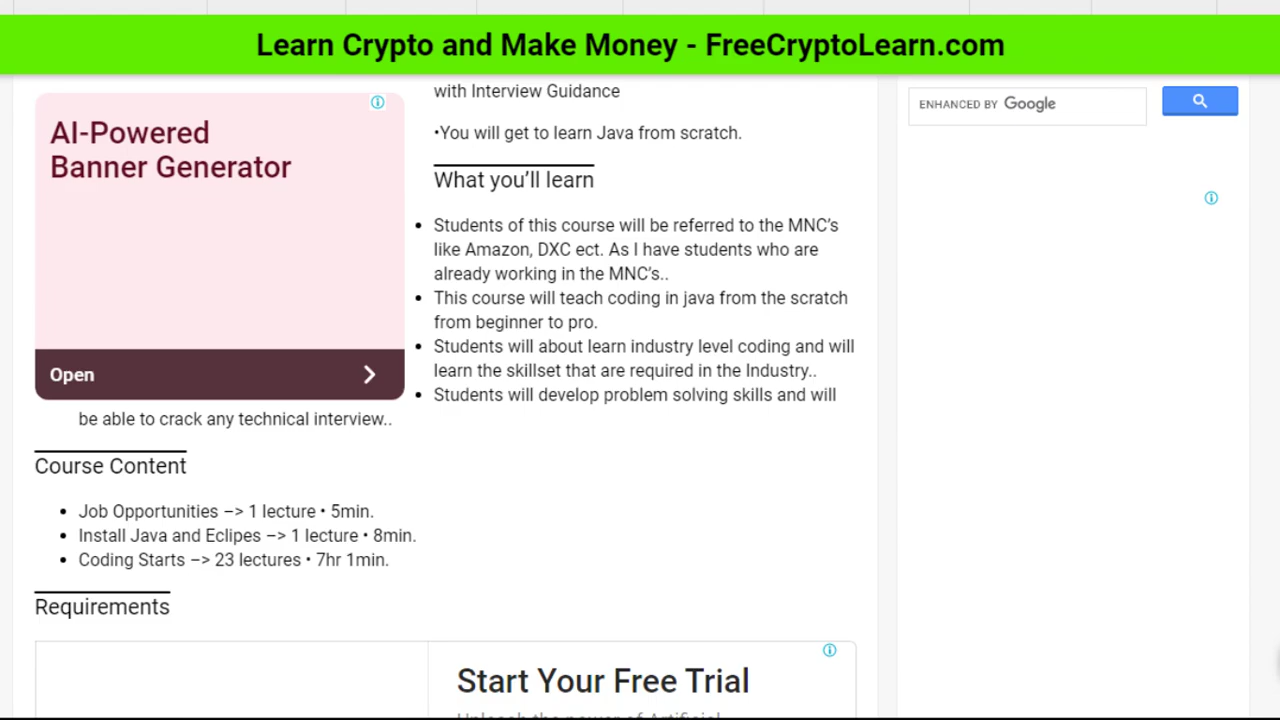 Learn Crypto and Make Money - FreeCryptoLearn.com
AI-Powered
Banner Generator
Open
with Interview Guidance
•You will get to learn Java from scratch.
What you’ll learn
• Students of this course will be referred to the MNC’s
like Amazon, DXC ect. As I have students who are
already working in the MNC’s..
• This course will teach coding in java from the scratch
from beginner to pro.
• Students will about learn industry level coding and will
learn the skillset that are required in the Industry..
• Students will develop problem solving skills and will
be able to crack any technical interview..
Course Content
• Job Opportunities –> 1 lecture • 5min.
• Install Java and Eclipes –> 1 lecture • 8min.
• Coding Starts –> 23 lectures • 7hr 1min.
Requirements
Start Your Free Trial
Unleash the power of Artificial
ENHANCED BY Google